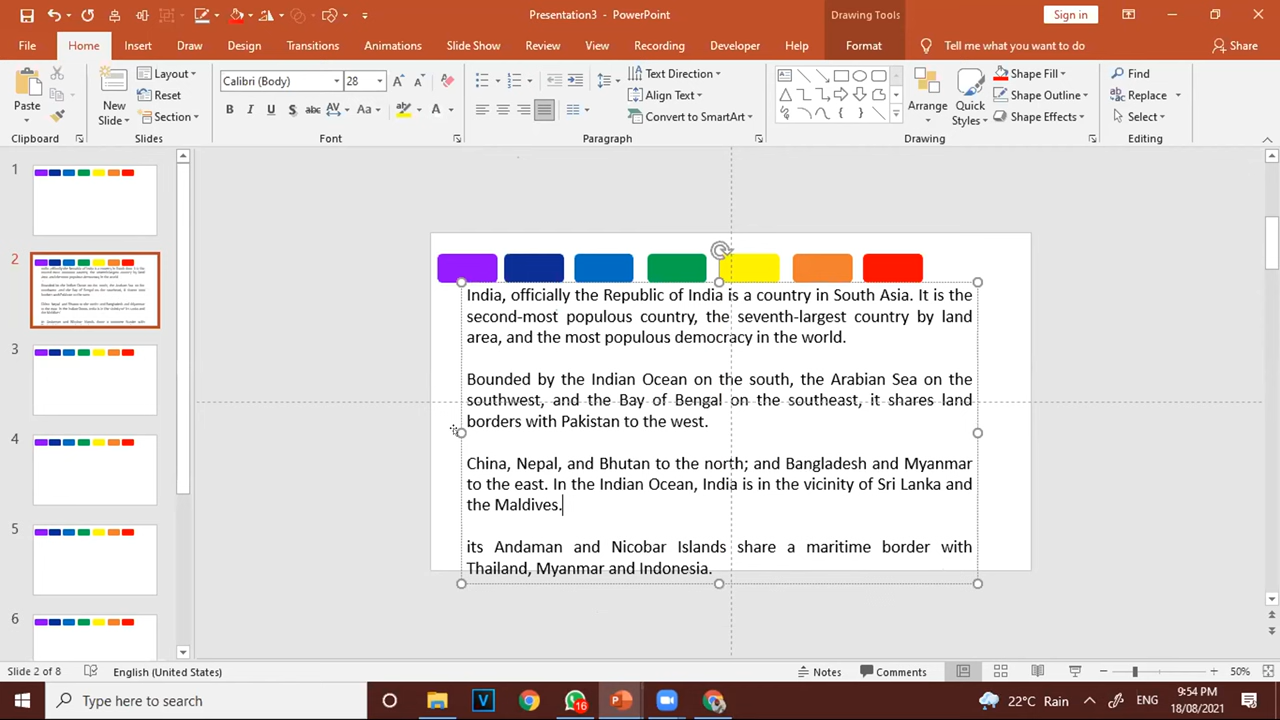 Presentation3 - PowerPoint
Drawing Tools
Sign in
File
Home
Insert
Draw
Design
Transitions
Animations
Slide Show
Review
View
Recording
Developer
Help
Format
Tell me what you want to do
Share
Paste
Clipboard
New
Slide
Layout
Reset
Section
Slides
Calibri (Body)
28
B I U S abc AV Aa A
Font
Text Direction
Align Text
Convert to SmartArt
Paragraph
Arrange
Quick
Styles
Shape Fill
Shape Outline
Shape Effects
Drawing
Find
Replace
Select
Editing
1
2
3
4
5
6
India, officially the Republic of India is a country in South Asia. It is the
second-most populous country, the seventh-largest country by land
area, and the most populous democracy in the world.
Bounded by the Indian Ocean on the south, the Arabian Sea on the
southwest, and the Bay of Bengal on the southeast, it shares land
borders with Pakistan to the west.
China, Nepal, and Bhutan to the north; and Bangladesh and Myanmar
to the east. In the Indian Ocean, India is in the vicinity of Sri Lanka and
the Maldives.
its Andaman and Nicobar Islands share a maritime border with
Thailand, Myanmar and Indonesia.
Slide 2 of 8
English (United States)
Notes
Comments
50%
Type here to search
16
22°C Rain
ENG
9:54 PM
18/08/2021